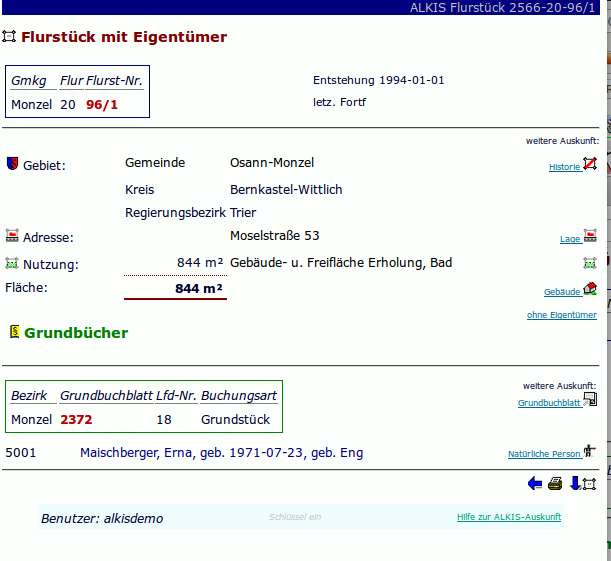 ALKIS Flurstück 2566-20-96/1
Flurstück mit Eigentümer
Gmkg Flur Flurst-Nr.
Monzel 20 96/1
Entstehung 1994-01-01
letz. Fortf
weitere Auskunft:
Gebiet: Gemeinde Osann-Monzel Historie
Kreis Bernkastel-Wittlich
Regierungsbezirk Trier
Adresse: Moselstraße 53 Lage
Nutzung: 844 m² Gebäude- u. Freifläche Erholung, Bad
Fläche: 844 m² Gebäude
ohne Eigentümer
§ Grundbücher
weitere Auskunft:
Bezirk Grundbuchblatt Lfd-Nr. Buchungsart
Grundbuchblatt
Monzel 2372 18 Grundstück
5001 Maischberger, Erna, geb. 1971-07-23, geb. Eng Natürliche Person
Benutzer: alkisdemo Schlüssel ein Hilfe zur ALKIS-Auskunft